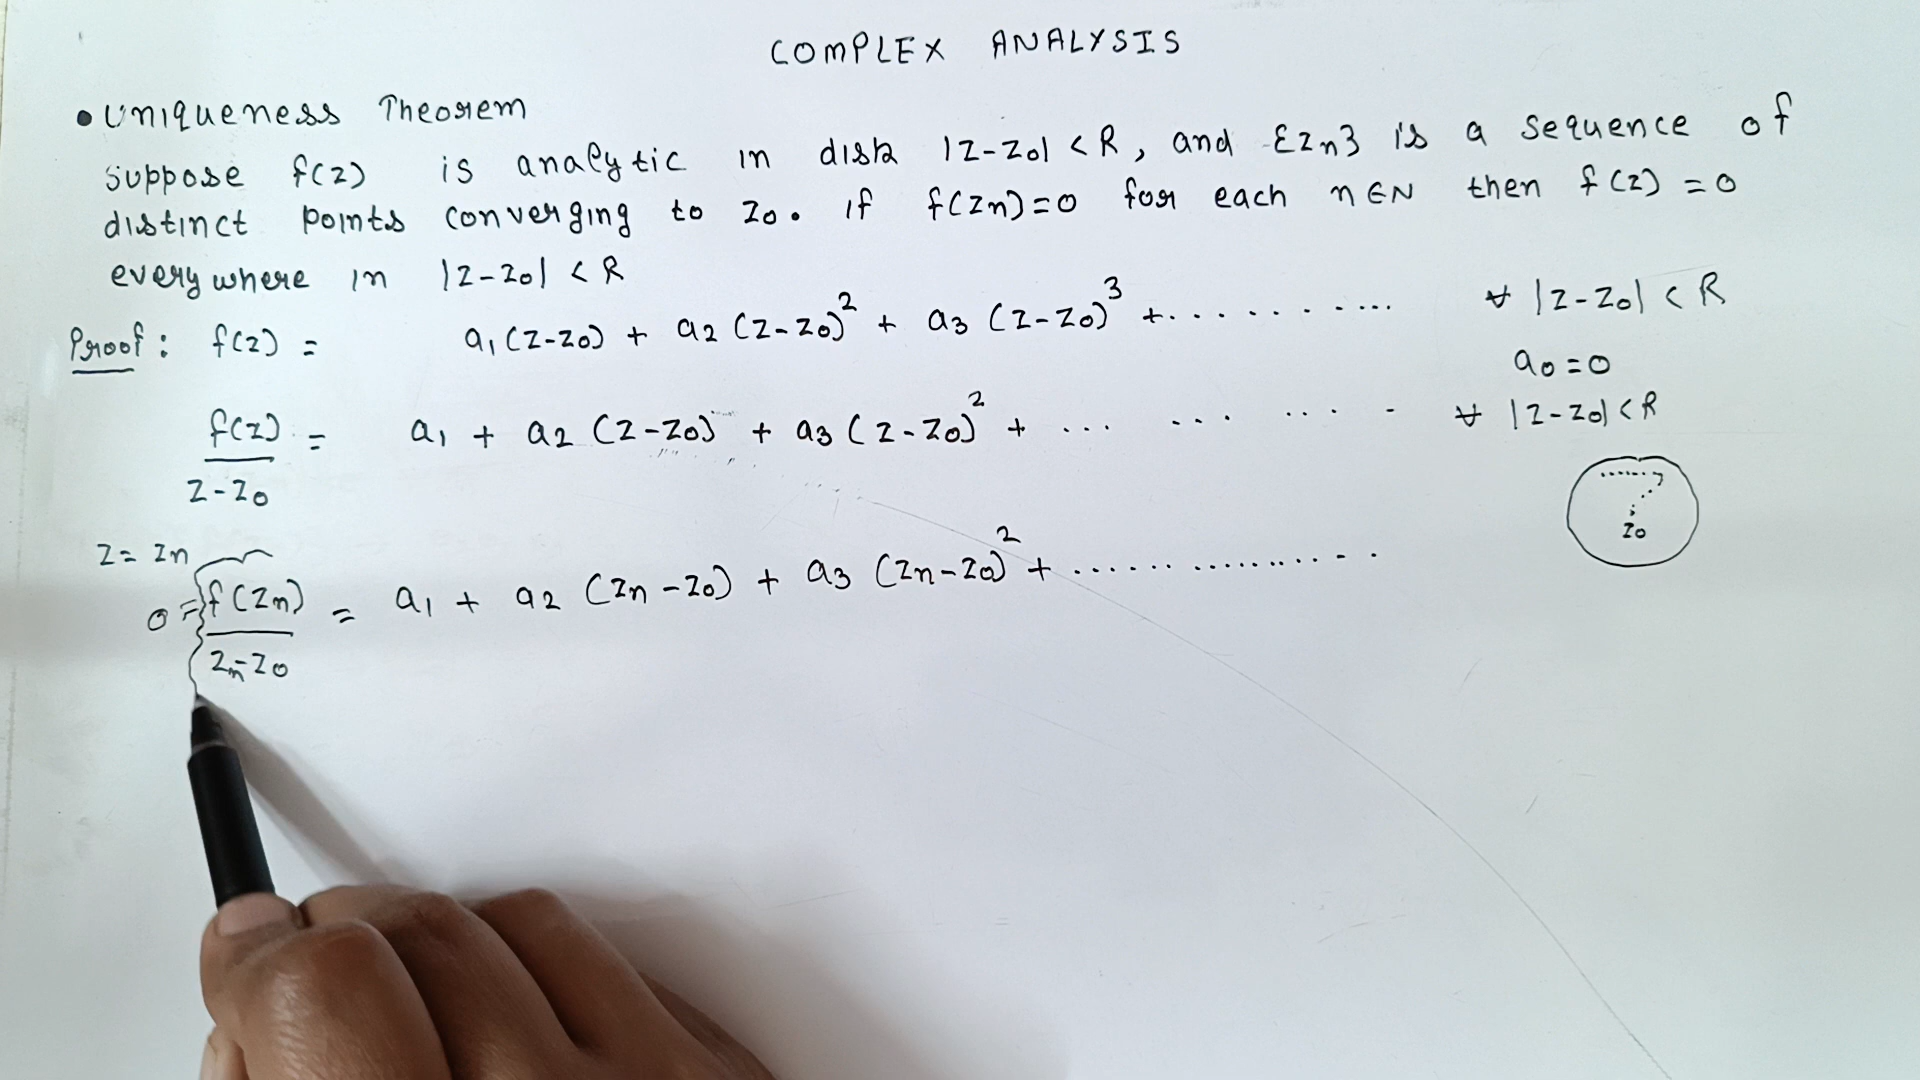 COMPLEX ANALYSIS
• Uniqueness Theorem
suppose f(z) is analytic in disk |z-z0| < R, and {zn} is a sequence of
distinct points converging to z0. if f(zn)=0 for each n∈N then f(z)=0
everywhere in |z-z0| < R
Proof: f(z) = a1(z-z0) + a2(z-z0)² + a3(z-z0)³ +.......... ∀ |z-z0| < R
a0=0
f(z)/z-z0 = a1 + a2(z-z0) + a3(z-z0)² + ... ... ... . ∀ |z-z0|<R
z0
z=zn
0= f(zn)/zn-z0 = a1 + a2(zn-z0) + a3(zn-z0)² + ...............